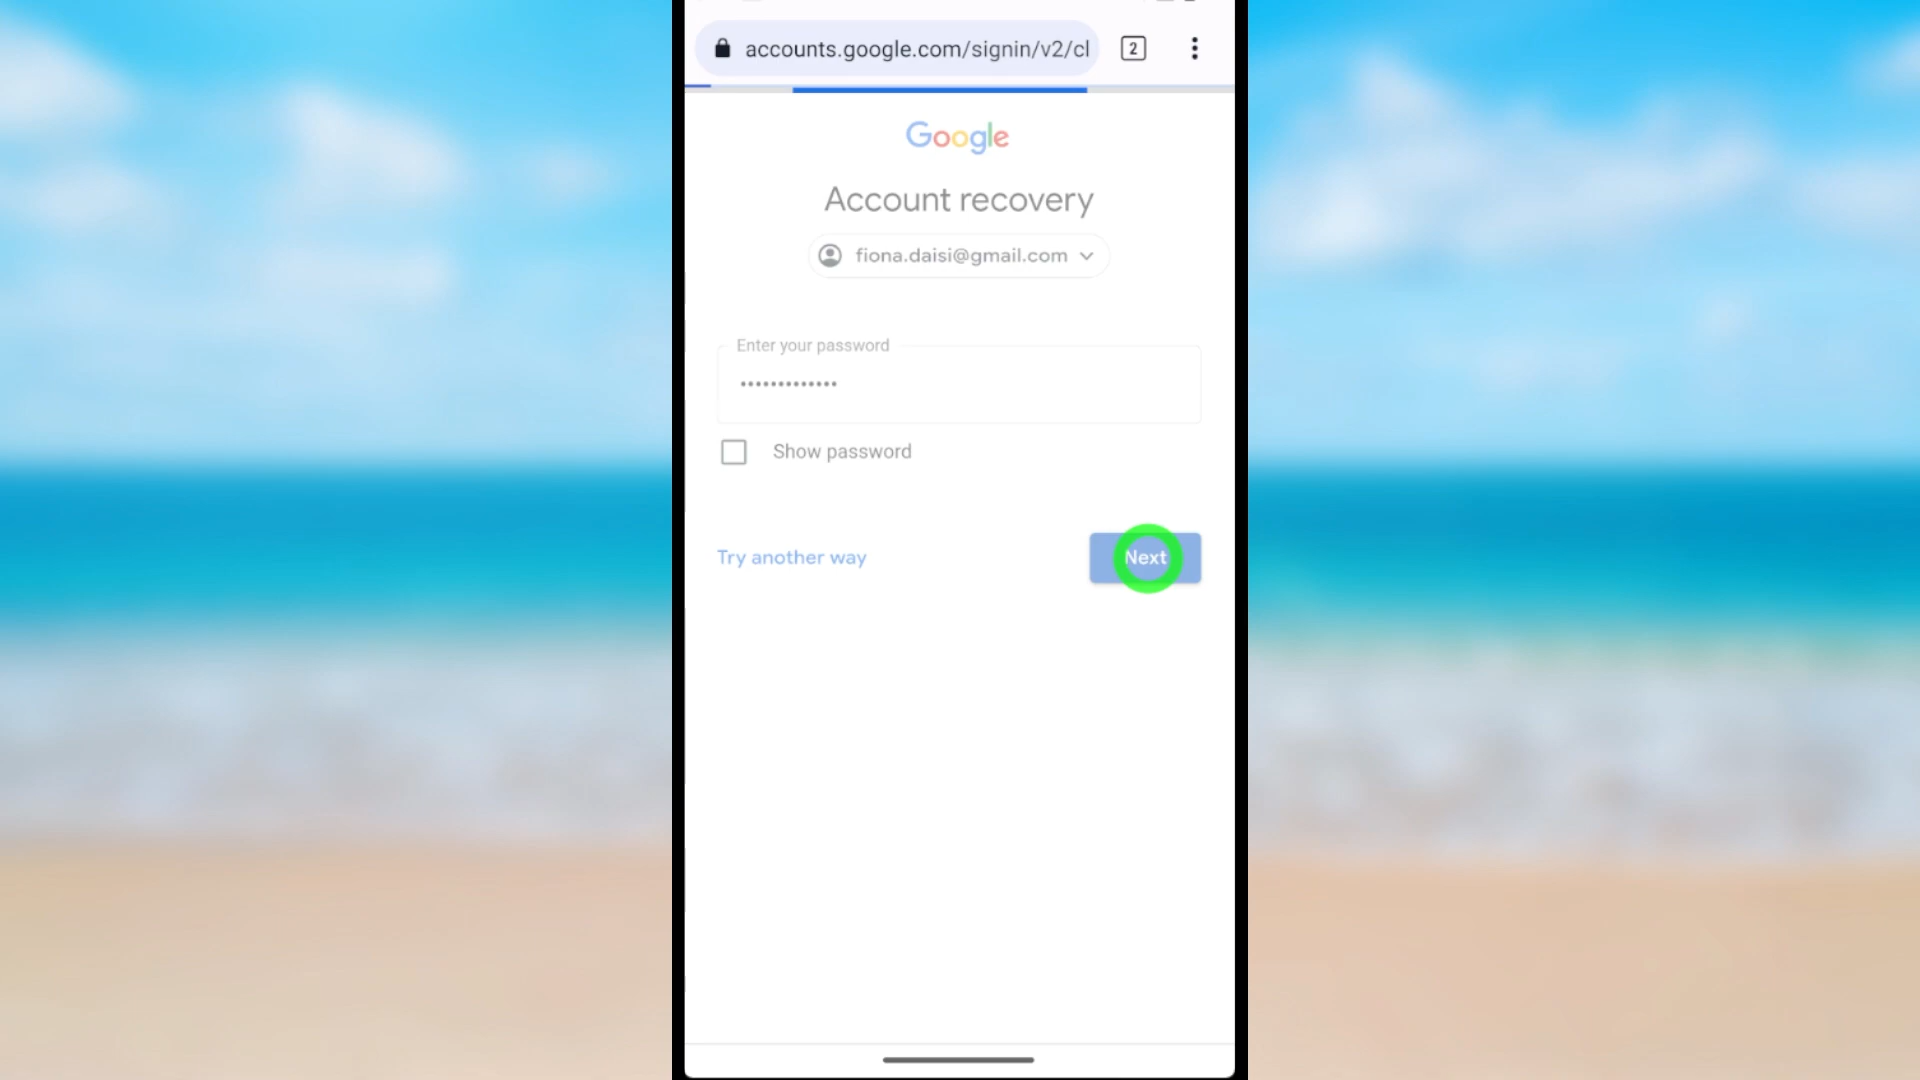 accounts.google.com/signin/v2/cl
2
Google
Account recovery
fiona.daisi@gmail.com
Enter your password
•••••••••••••
Show password
Try another way
Next